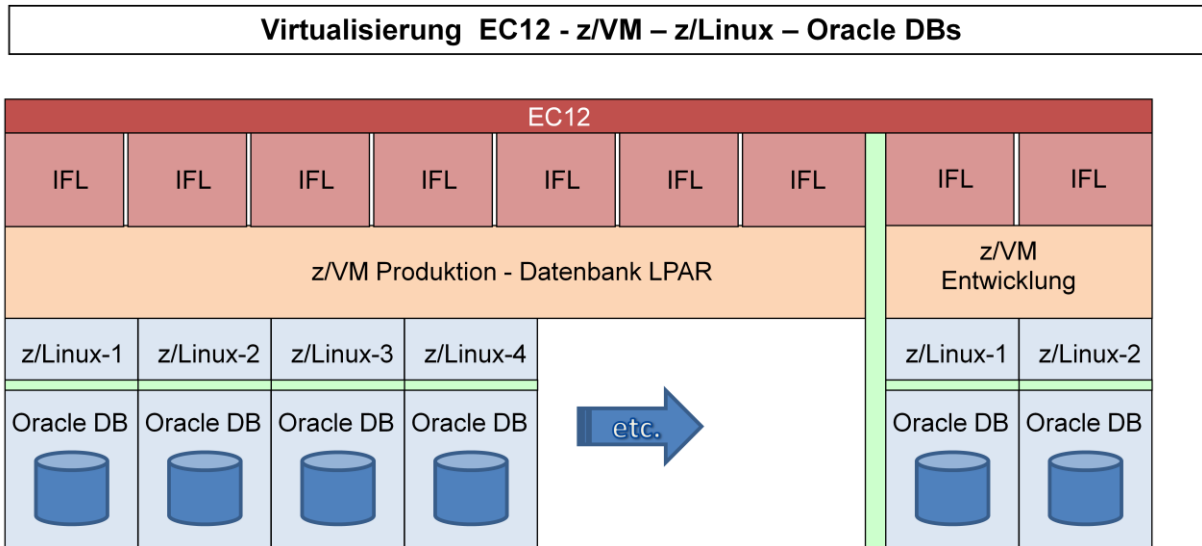 Virtualisierung EC12 - z/VM – z/Linux – Oracle DBs
EC12
IFL IFL IFL IFL IFL IFL IFL IFL IFL
z/VM Produktion - Datenbank LPAR
z/VM
Entwicklung
z/Linux-1 z/Linux-2 z/Linux-3 z/Linux-4 z/Linux-1 z/Linux-2
Oracle DB Oracle DB Oracle DB Oracle DB etc. Oracle DB Oracle DB